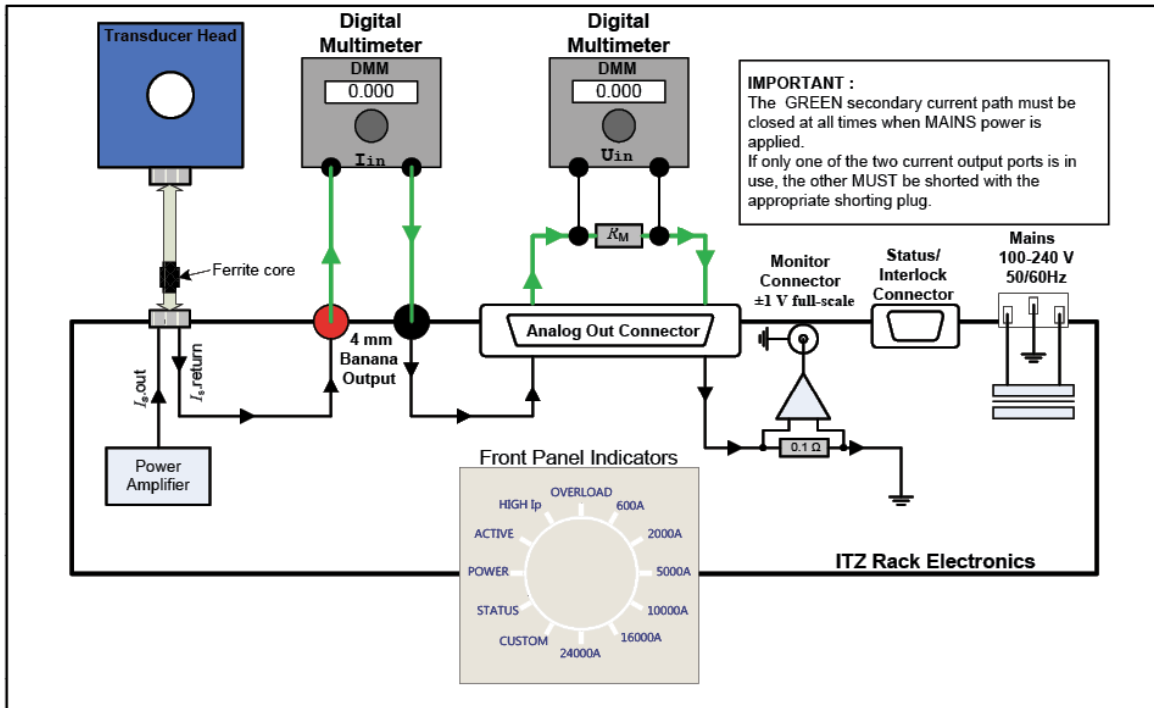 Transducer Head
Digital
Multimeter
DMM
0.000
Iin
Digital
Multimeter
DMM
0.000
Uin
IMPORTANT :
The GREEN secondary current path must be
closed at all times when MAINS power is
applied.
If only one of the two current output ports is in
use, the other MUST be shorted with the
appropriate shorting plug.
Ferrite core
RM
Monitor
Connector
±1 V full-scale
Status/
Interlock
Connector
Mains
100-240 V
50/60Hz
4 mm
Banana
Output
Analog Out Connector
Is.out
Is.return
Power
Amplifier
0.1 Ω
Front Panel Indicators
OVERLOAD
HIGH Ip
600A
ACTIVE
2000A
POWER
5000A
STATUS
10000A
CUSTOM
16000A
24000A
ITZ Rack Electronics